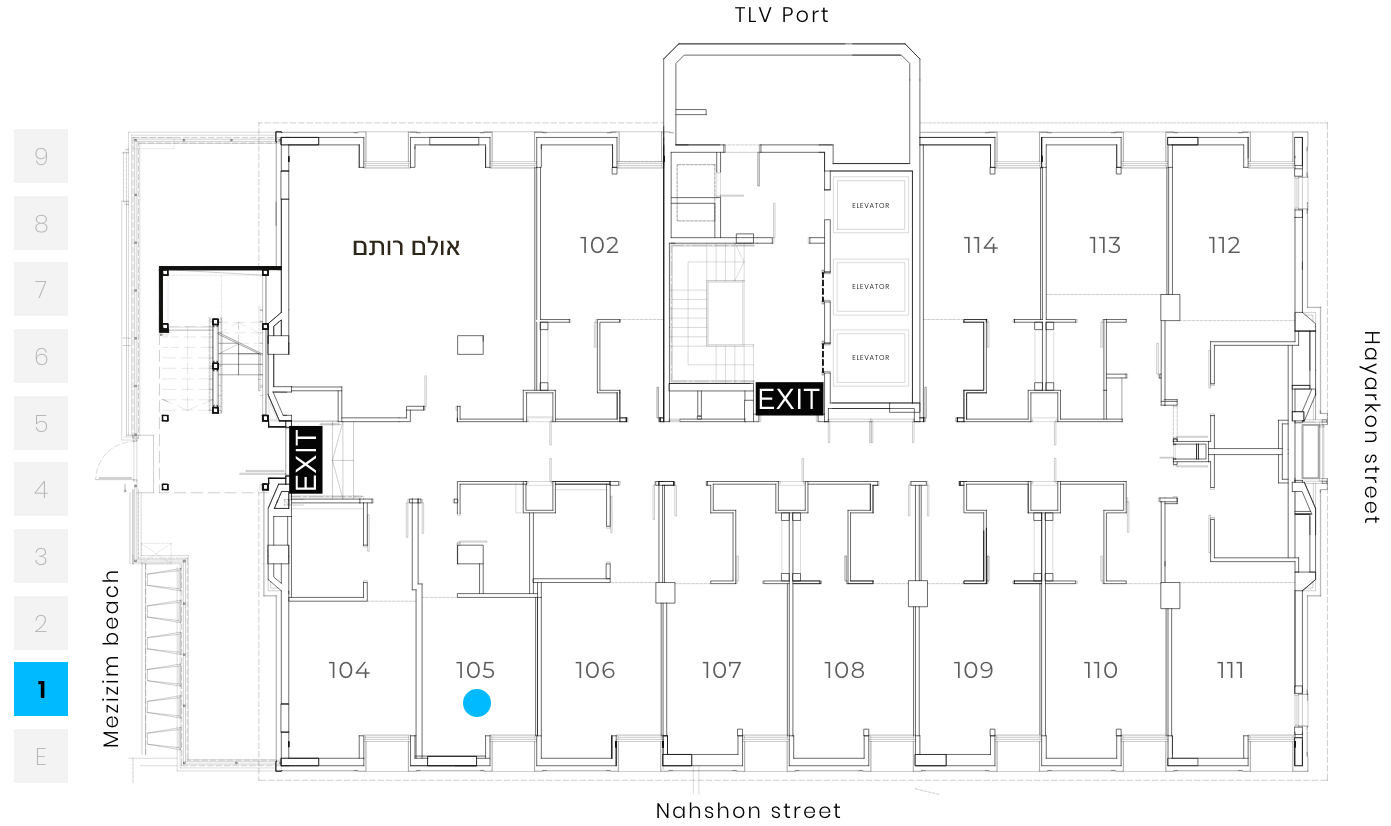 TLV Port
9
8
7
6
5
4
3
2
1
E
אולם רותם
102
114
113
112
ELEVATOR
ELEVATOR
ELEVATOR
EXIT
EXIT
104
105
106
107
108
109
110
111
Mezizim beach
Hayarkon street
Nahshon street